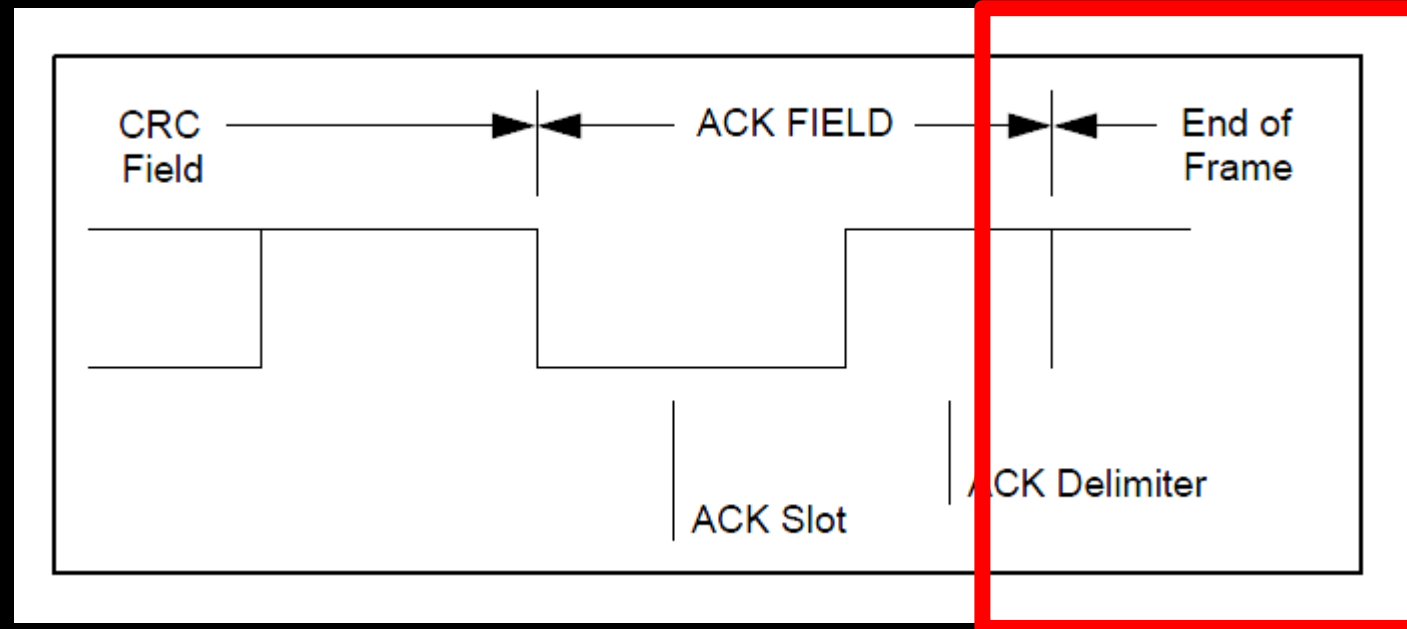 CRC
Field
ACK FIELD
End of
Frame
ACK Slot
ACK Delimiter